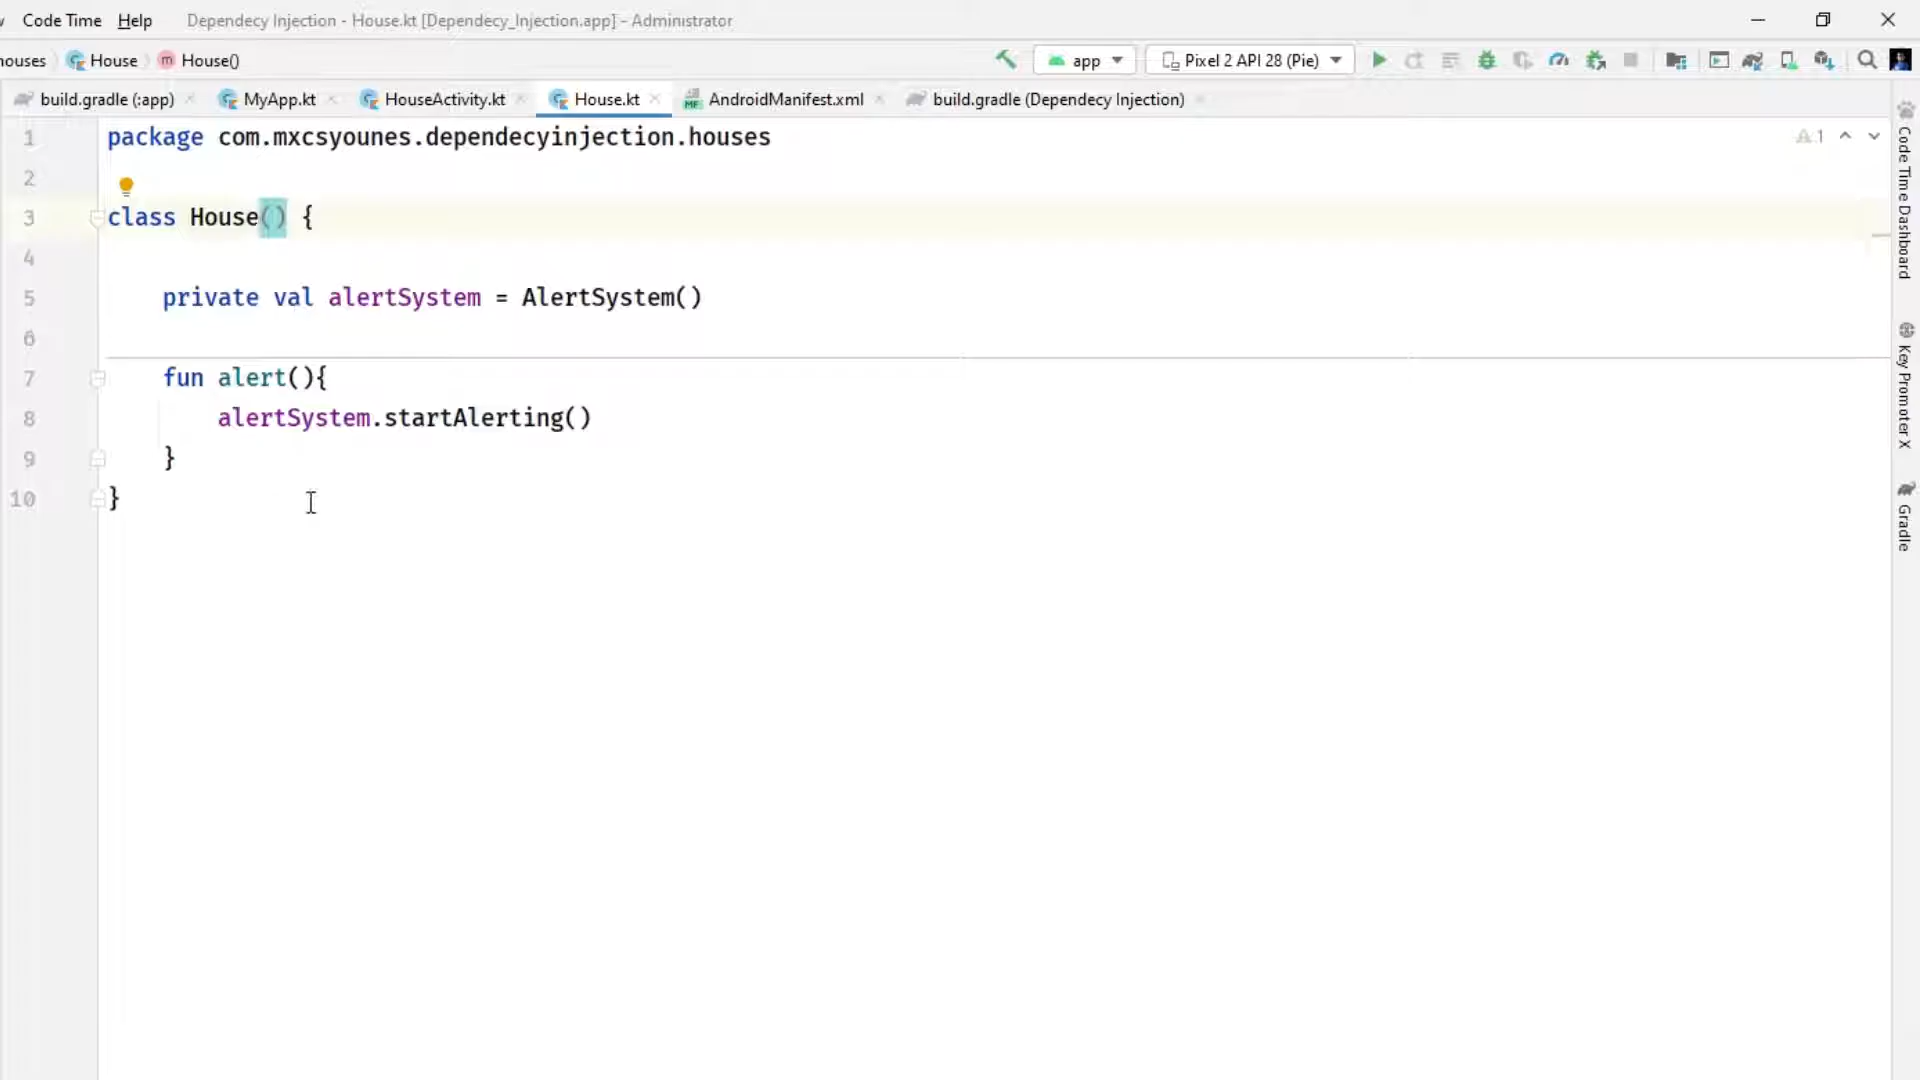 Code Time Help Dependecy Injection - House.kt [Dependecy_Injection.app] - Administrator
House House() app Pixel 2 API 28 (Pie)
build.gradle (:app) MyApp.kt HouseActivity.kt House.kt AndroidManifest.xml build.gradle (Dependecy Injection)
1 package com.mxcsyounes.dependecyinjection.houses
1
2
3 class House() {
4
5 private val alertSystem = AlertSystem()
6
7 fun alert(){
8 alertSystem.startAlerting()
9 }
10 }
Code Time Dashboard
Key Promoter X
Gradle